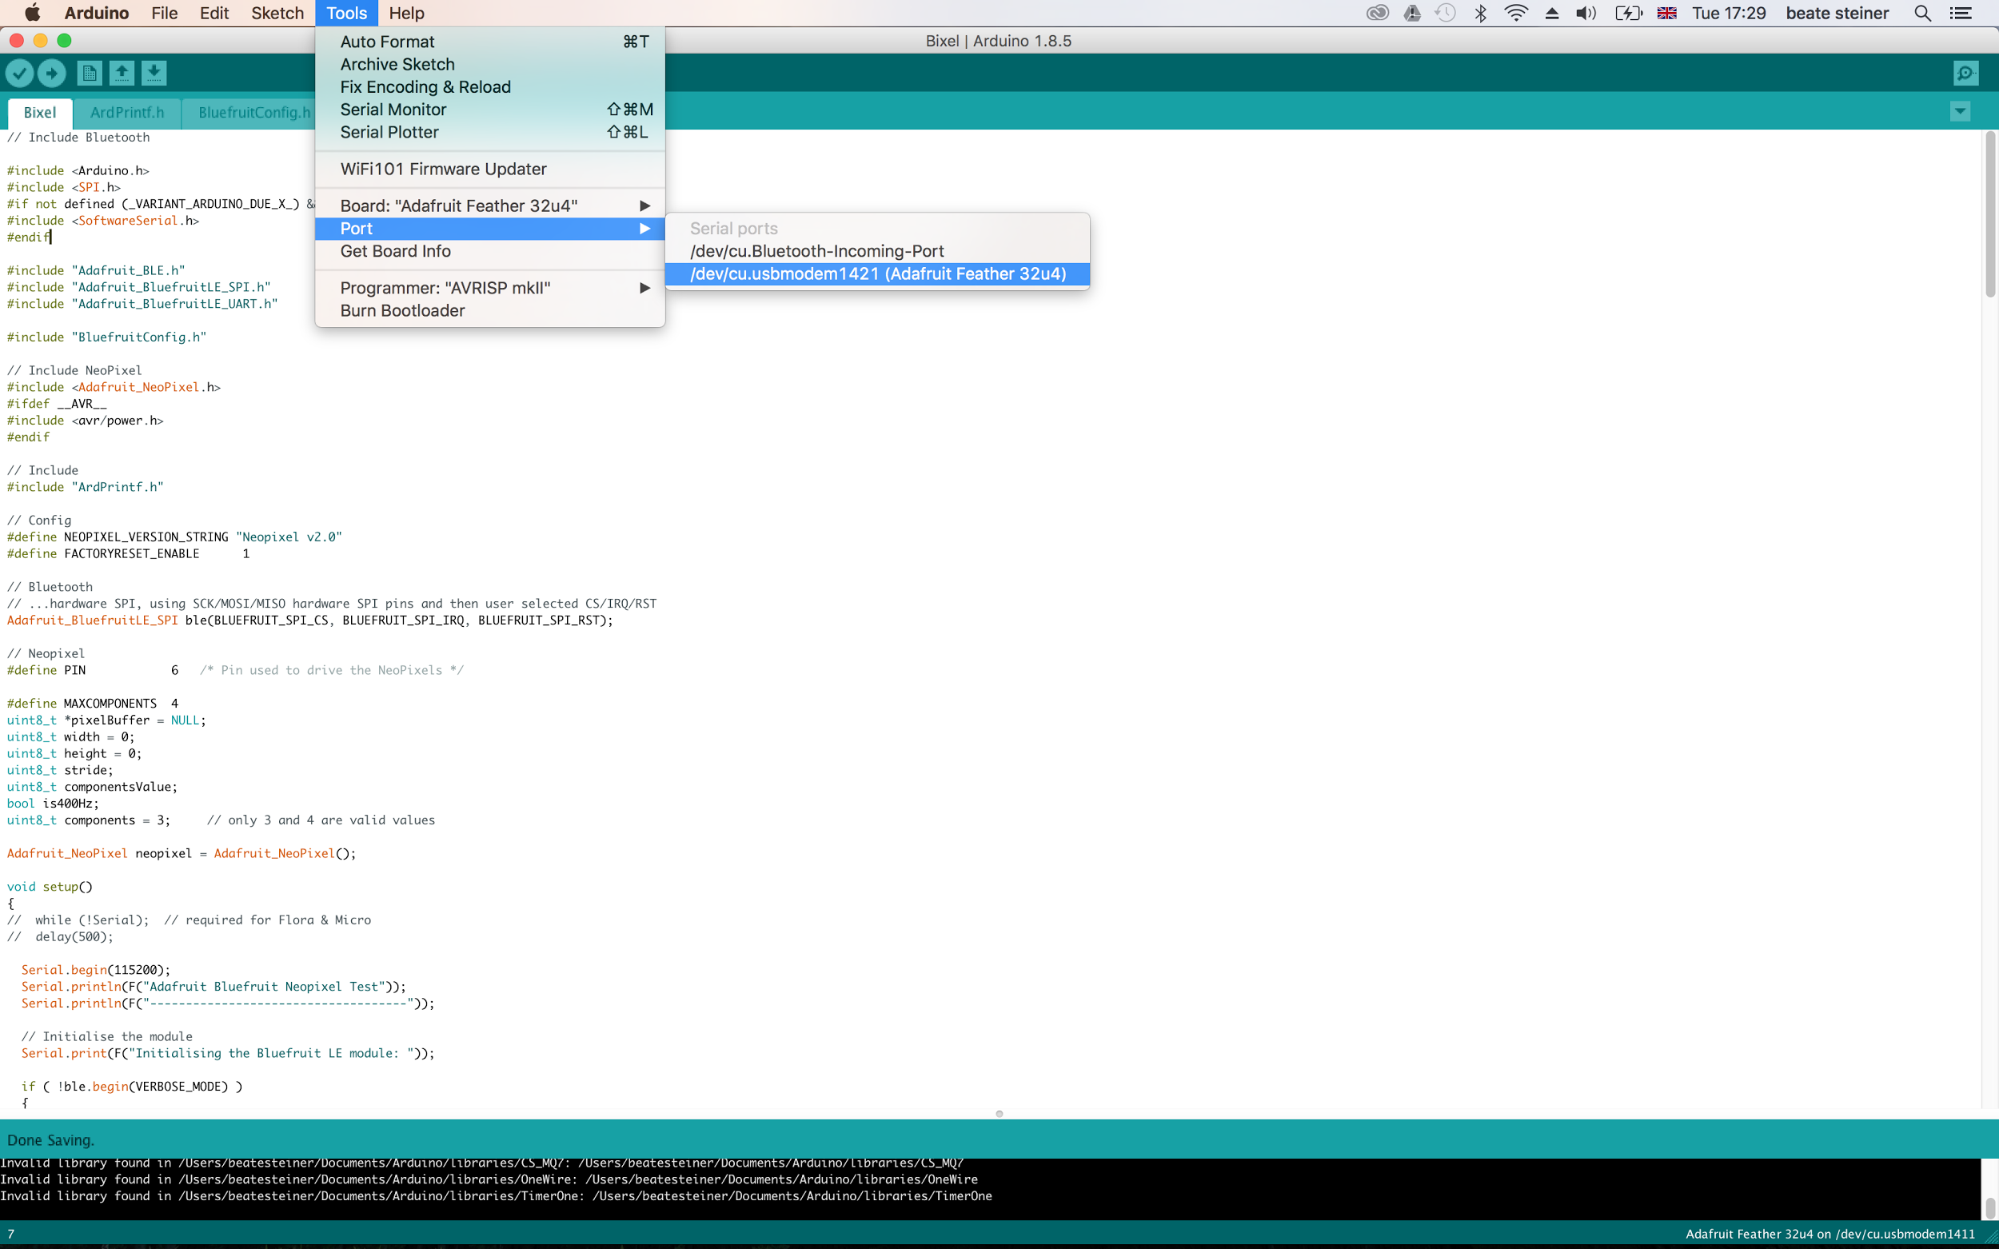 Arduino File Edit Sketch Tools Help Tue 17:29 beate steiner
Bixel | Arduino 1.8.5
Bixel ArdPrintf.h BluefruitConfig.h
Auto Format ⌘T
Archive Sketch
Fix Encoding & Reload
Serial Monitor ⇧⌘M
Serial Plotter ⇧⌘L
WiFi101 Firmware Updater
Board: "Adafruit Feather 32u4"
Port
Get Board Info
Programmer: "AVRISP mkII"
Burn Bootloader
Serial ports
/dev/cu.Bluetooth-Incoming-Port
/dev/cu.usbmodem1421 (Adafruit Feather 32u4)
// Include Bluetooth
#include <Arduino.h>
#include <SPI.h>
#if not defined (_VARIANT_ARDUINO_DUE_X_) &
#include <SoftwareSerial.h>
#endif
#include "Adafruit_BLE.h"
#include "Adafruit_BluefruitLE_SPI.h"
#include "Adafruit_BluefruitLE_UART.h"
#include "BluefruitConfig.h"
// Include NeoPixel
#include <Adafruit_NeoPixel.h>
#ifdef __AVR__
#include <avr/power.h>
#endif
// Include
#include "ArdPrintf.h"
// Config
#define NEOPIXEL_VERSION_STRING "Neopixel v2.0"
#define FACTORYRESET_ENABLE 1
// Bluetooth
// ...hardware SPI, using SCK/MOSI/MISO hardware SPI pins and then user selected CS/IRQ/RST
Adafruit_BluefruitLE_SPI ble(BLUEFRUIT_SPI_CS, BLUEFRUIT_SPI_IRQ, BLUEFRUIT_SPI_RST);
// Neopixel
#define PIN 6 /* Pin used to drive the NeoPixels */
#define MAXCOMPONENTS 4
uint8_t *pixelBuffer = NULL;
uint8_t width = 0;
uint8_t height = 0;
uint8_t stride;
uint8_t componentsValue;
bool is400Hz;
uint8_t components = 3; // only 3 and 4 are valid values
Adafruit_NeoPixel neopixel = Adafruit_NeoPixel();
void setup()
{
// while (!Serial); // required for Flora & Micro
// delay(500);
Serial.begin(115200);
Serial.println(F("Adafruit Bluefruit Neopixel Test"));
Serial.println(F("------------------------------------"));
// Initialise the module
Serial.print(F("Initialising the Bluefruit LE module: "));
if ( !ble.begin(VERBOSE_MODE) )
{
Done Saving.
Invalid library found in /Users/beatesteiner/Documents/Arduino/libraries/CS_MQ7: /Users/beatesteiner/Documents/Arduino/libraries/CS_MQ7
Invalid library found in /Users/beatesteiner/Documents/Arduino/libraries/OneWire: /Users/beatesteiner/Documents/Arduino/libraries/OneWire
Invalid library found in /Users/beatesteiner/Documents/Arduino/libraries/TimerOne: /Users/beatesteiner/Documents/Arduino/libraries/TimerOne
7 Adafruit Feather 32u4 on /dev/cu.usbmodem1411